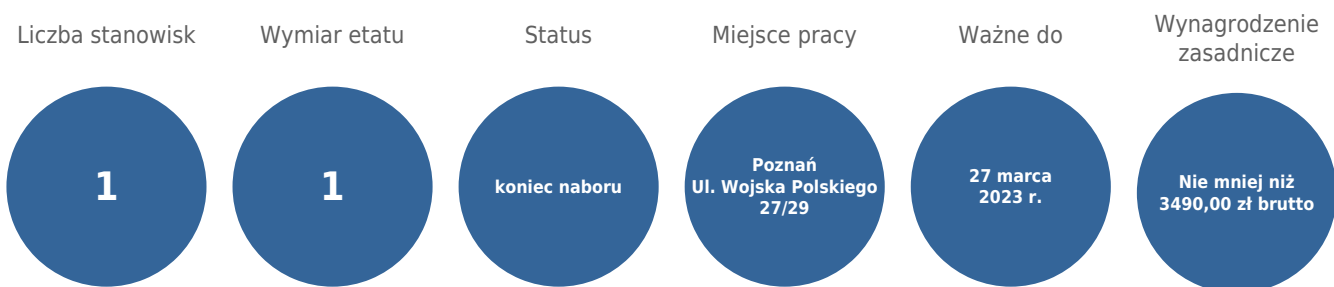 Liczba stanowisk
1
Wymiar etatu
1
Status
koniec naboru
Miejsce pracy
Poznań
Ul. Wojska Polskiego
27/29
Ważne do
27 marca
2023 r.
Wynagrodzenie
zasadnicze
Nie mniej niż
3490,00 zł brutto